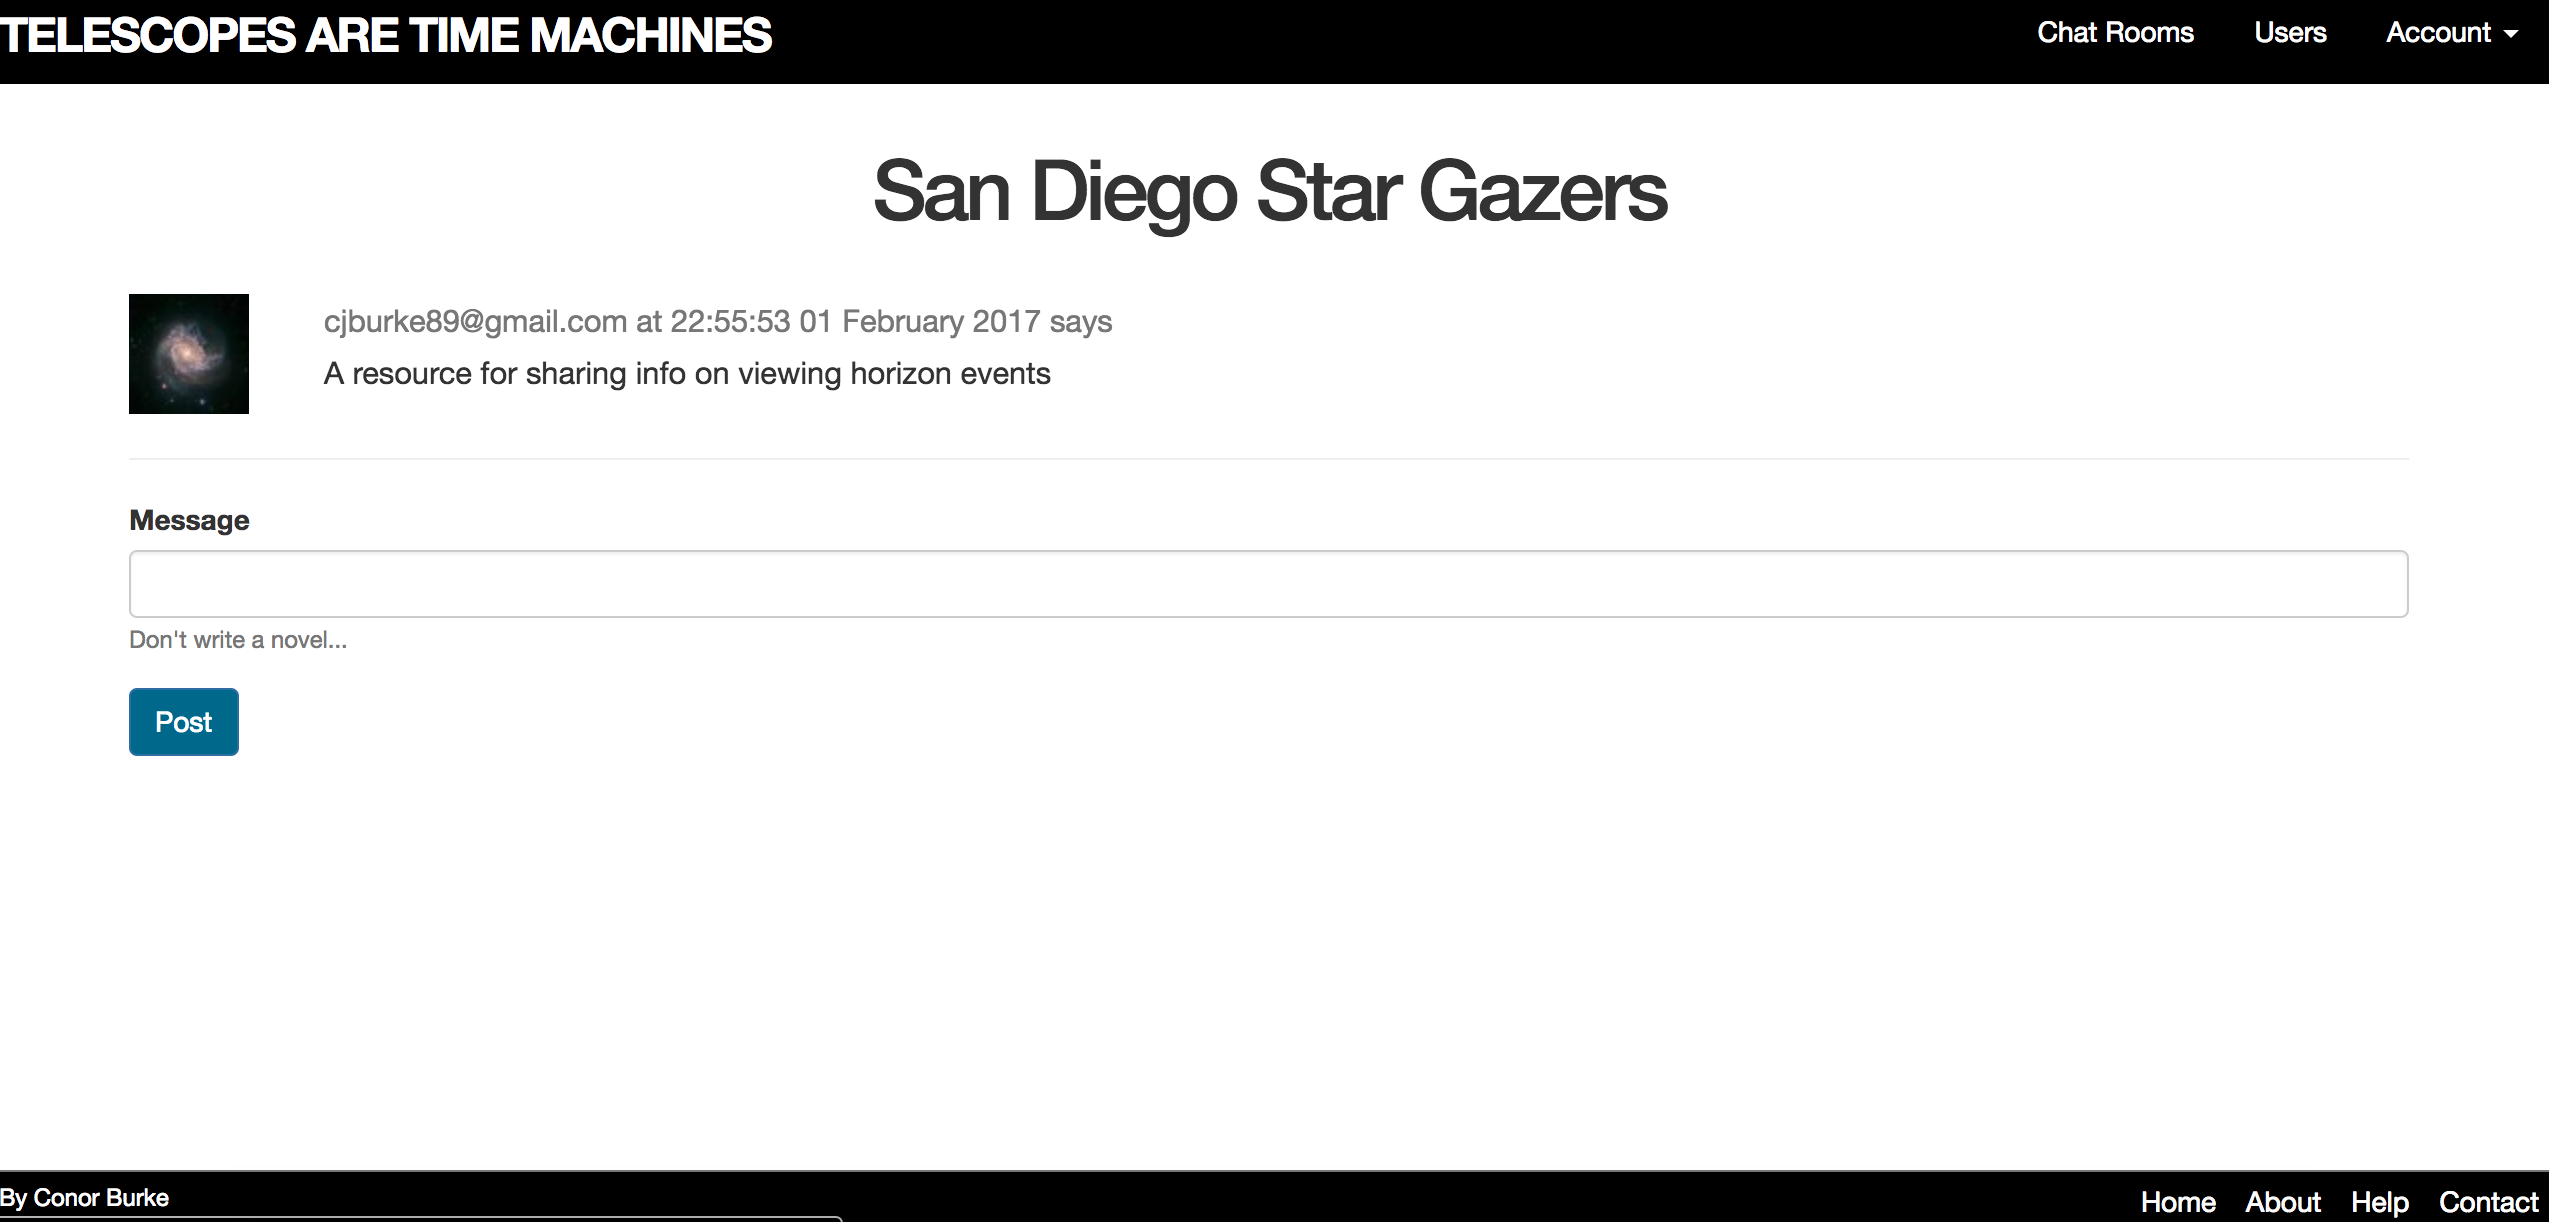 TELESCOPES ARE TIME MACHINES
Chat Rooms Users Account
San Diego Star Gazers
cjburke89@gmail.com at 22:55:53 01 February 2017 says
A resource for sharing info on viewing horizon events
Message
Don't write a novel...
Post
By Conor Burke
Home About Help Contact